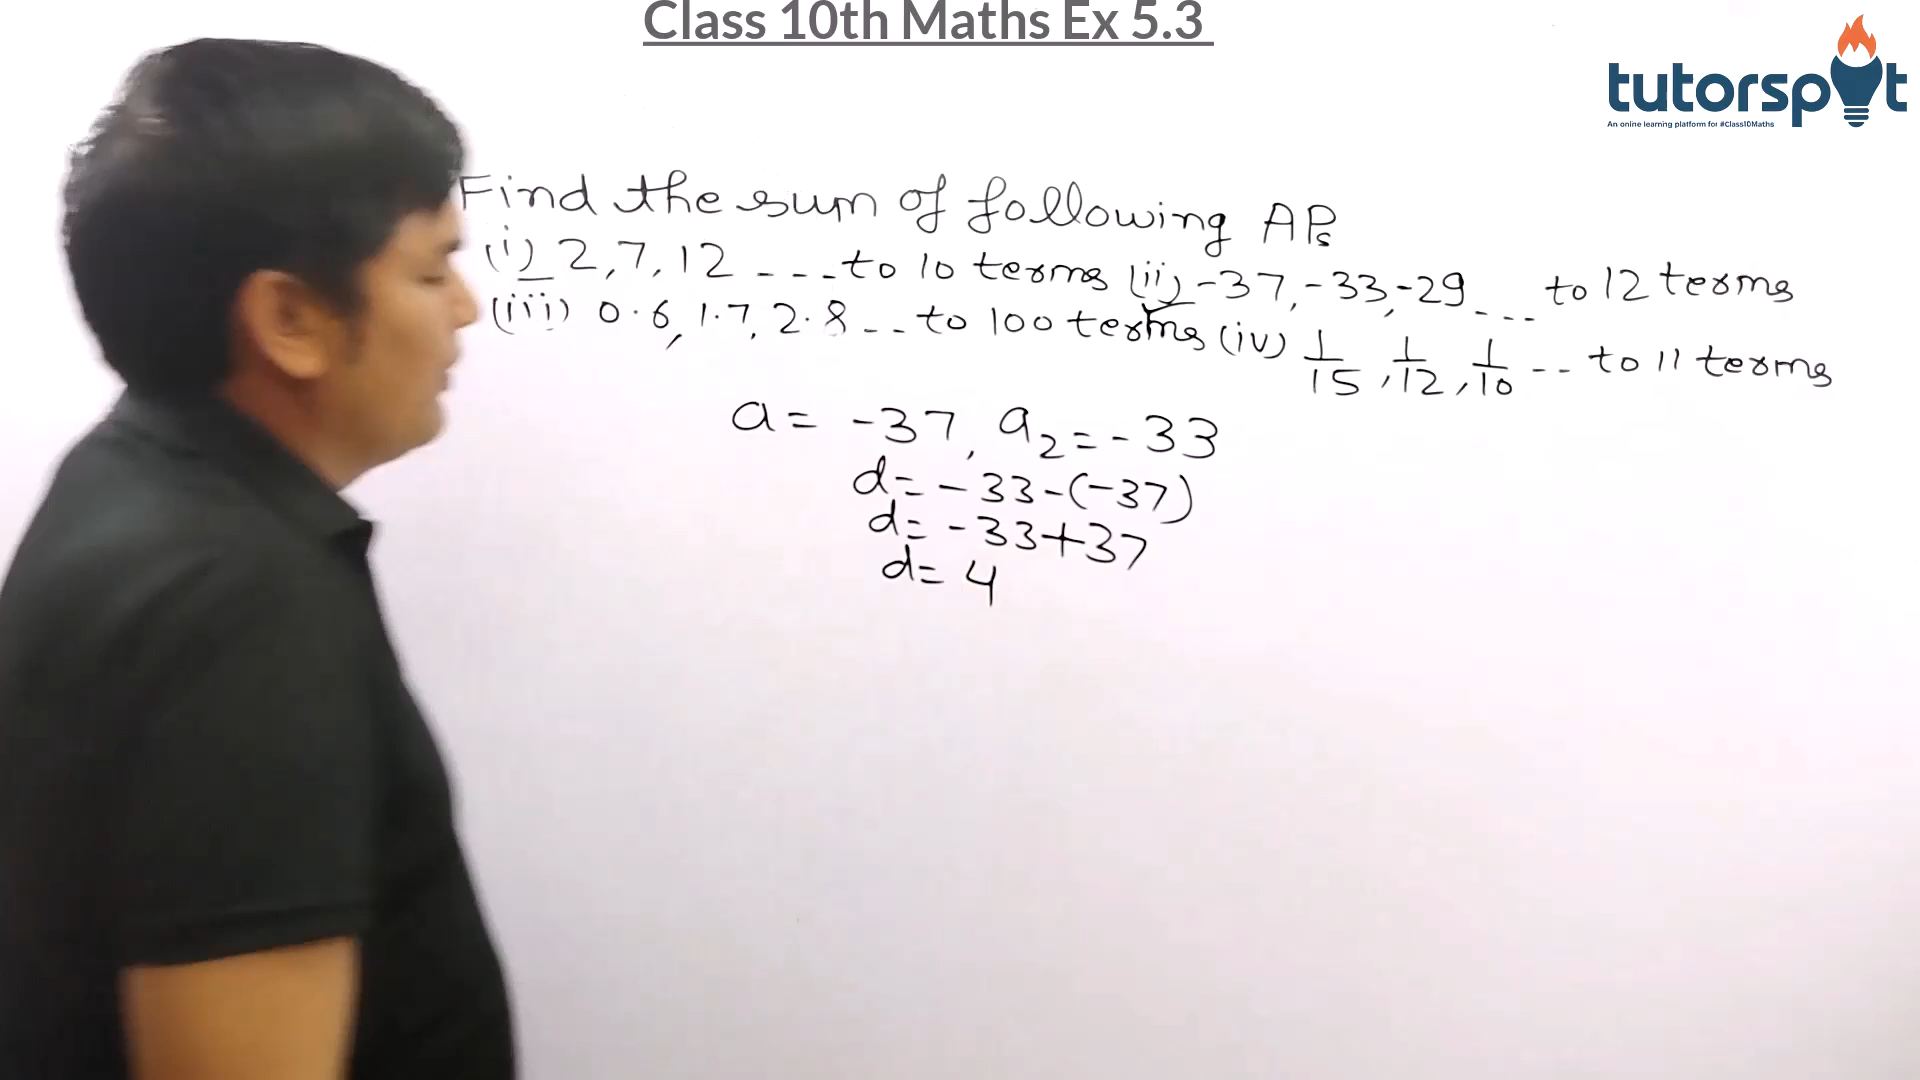 Class 10th Maths Ex 5.3
tutorspot
An online learning platform for #Class10Maths
Find the sum of following APs
(i) 2, 7, 12 ----to 10 terms (ii) -37, -33, -29 ---- to 12 terms
(iii) 0.6, 1.7, 2.8 --- to 100 terms (iv) 1/15, 1/12, 1/10 -- to 11 terms
a = -37, a₂ = -33
d = -33-(-37)
d = -33+37
d = 4